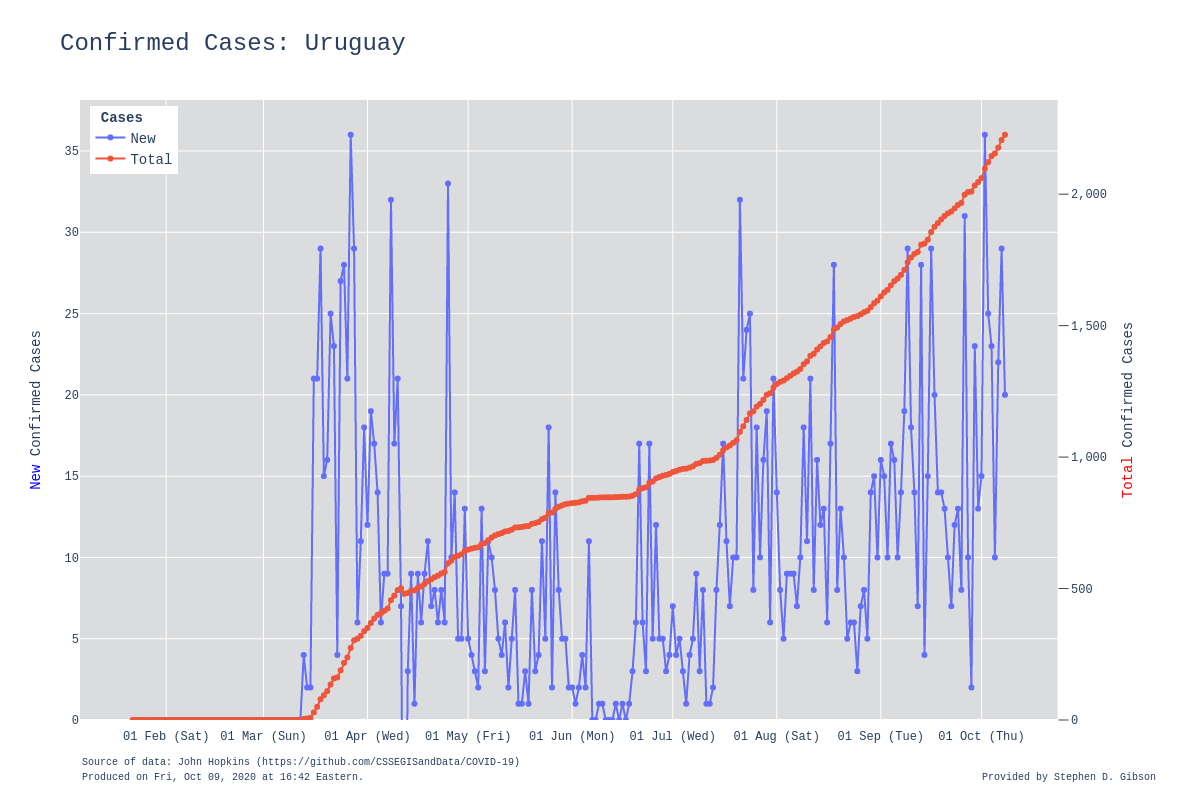 Confirmed Cases: Uruguay
Cases
New
Total
35
30
25
20
15
10
5
0
2,000
1,500
1,000
500
0
New Confirmed Cases
Total Confirmed Cases
01 Feb (Sat) 01 Mar (Sun) 01 Apr (Wed) 01 May (Fri) 01 Jun (Mon) 01 Jul (Wed) 01 Aug (Sat) 01 Sep (Tue) 01 Oct (Thu)
Source of data: John Hopkins (https://github.com/CSSEGISandData/COVID-19)
Produced on Fri, Oct 09, 2020 at 16:42 Eastern.
Provided by Stephen D. Gibson